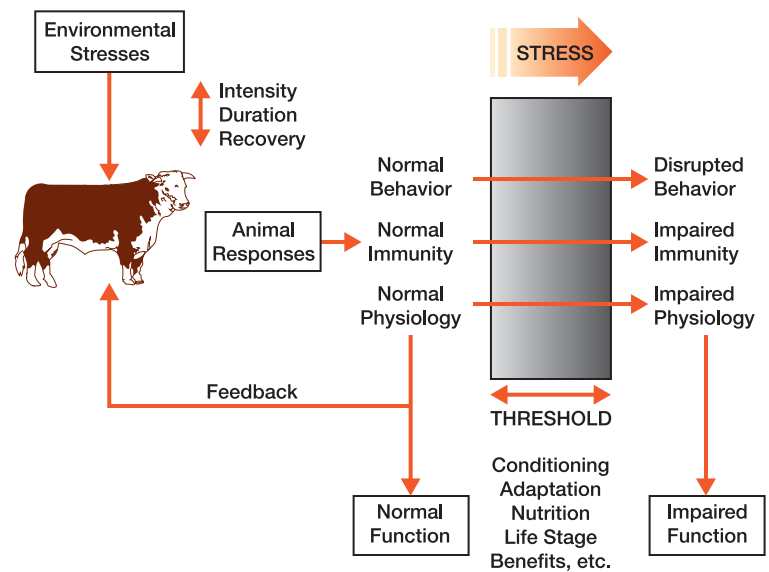 Environmental
Stresses
Intensity
Duration
Recovery
STRESS
Normal
Behavior
Disrupted
Behavior
Animal
Responses
Normal
Immunity
Impaired
Immunity
Normal
Physiology
Impaired
Physiology
Feedback
THRESHOLD
Conditioning
Adaptation
Nutrition
Life Stage
Benefits, etc.
Normal
Function
Impaired
Function